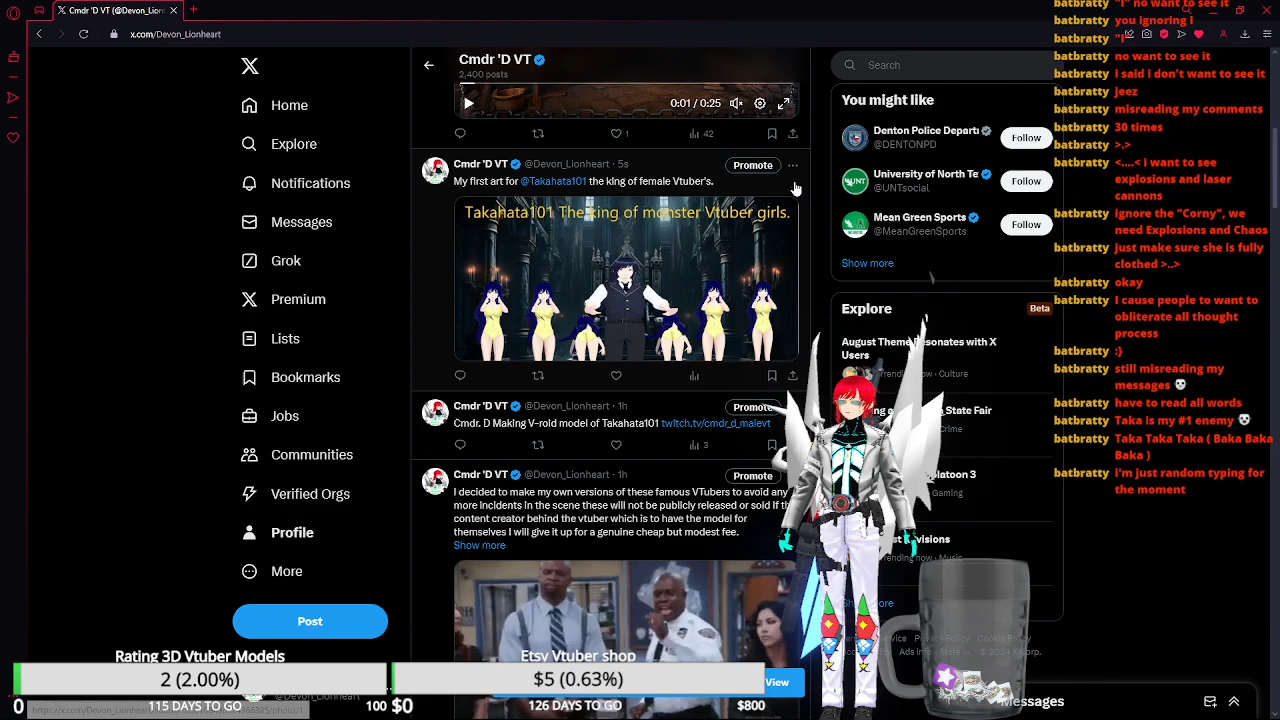 Cmdr 'D VT (@Devon_Lion
x.com/Devon_Lionheart
Home
Explore
Notifications
Messages
Grok
Premium
Lists
Bookmarks
Jobs
Communities
Verified Orgs
Profile
More
Post
Cmdr 'D VT
2,400 posts
0:01 / 0:25
1
42
Cmdr 'D VT @Devon_Lionheart · 5s
Promote
My first art for @Takahata101 the king of female Vtuber's.
Takahata101 The king of monster Vtuber girls.
Cmdr 'D VT @Devon_Lionheart · 1h
Promote
Cmdr. D Making V-roid model of Takahata101 twitch.tv/cmdr_d_malevt
3
Cmdr 'D VT @Devon_Lionheart · 1h
Promote
I decided to make my own versions of these famous VTubers to avoid any
more incidents in the scene these will not be publicly released or sold if the
content creator behind the vtuber which is to have the model for
themselves I will give it up for a genuine cheap but modest fee.
Show more
View
Search
You might like
Denton Police Departi
@DENTONPD
Follow
University of North Te
@UNTsocial
Follow
Mean Green Sports
@MeanGreenSports
Follow
Show more
Explore
Beta
August Theme Resonates with X
Users
Culture
State Fair
Crime
platoon 3
Gaming
Music
Privacy Policy
Cookie
Ads info
More
© 2024 X Corp.
Messages
"I" no want to see it
batbratty you ignoring I
batbratty "I"
batbratty no want to see it
batbratty i said i don't want to see it
batbratty jeez
batbratty misreading my comments
batbratty 30 times
batbratty >.>
batbratty <....< i want to see
explosions and laser
cannons
batbratty ignore the "Corny", we
need Explosions and Chaos
batbratty just make sure she is fully
clothed >..>
batbratty okay
batbratty I cause people to want to
obliterate all thought
process
batbratty :}
batbratty still misreading my
messages 💀
batbratty have to read all words
batbratty Taka is my #1 enemy 💀
batbratty Taka Taka Taka ( Baka Baka
Baka )
batbratty i'm just random typing for
the moment
Rating 3D Vtuber Models
2 (2.00%)
0
115 DAYS TO GO
100
Etsy Vtuber shop
$5 (0.63%)
$0
126 DAYS TO GO
$800